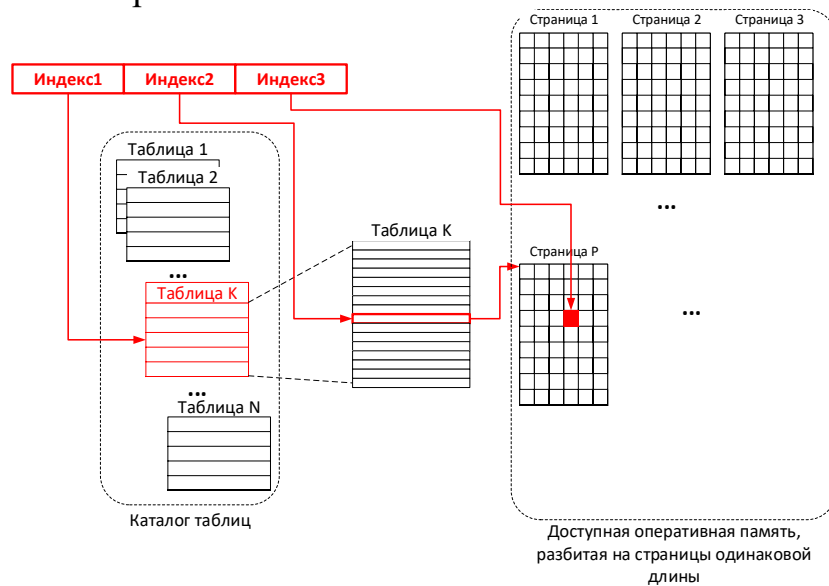 Страница 1
Страница 2
Страница 3
Индекс1
Индекс2
Индекс3
Таблица 1
Таблица 2
...
Таблица K
...
Таблица N
Каталог таблиц
Таблица K
...
Страница P
...
Доступная оперативная память,
разбитая на страницы одинаковой
длины